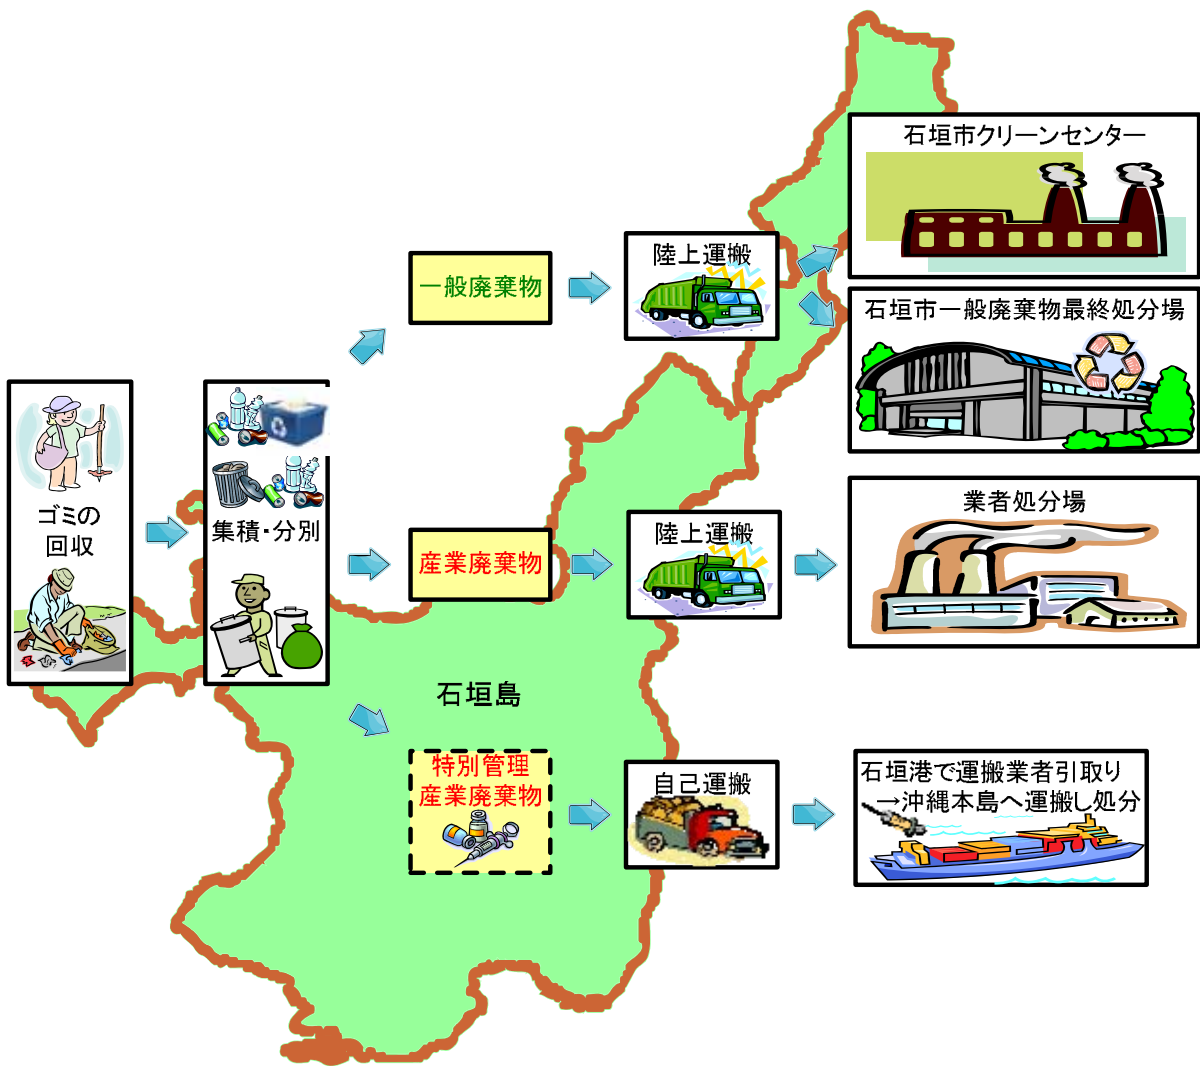 ゴミの
回収
集積・分別
一般廃棄物
陸上運搬
石垣市クリーンセンター
石垣市一般廃棄物最終処分場
産業廃棄物
陸上運搬
業者処分場
石垣島
特別管理
産業廃棄物
自己運搬
石垣港で運搬業者引取り
→沖縄本島へ運搬し処分